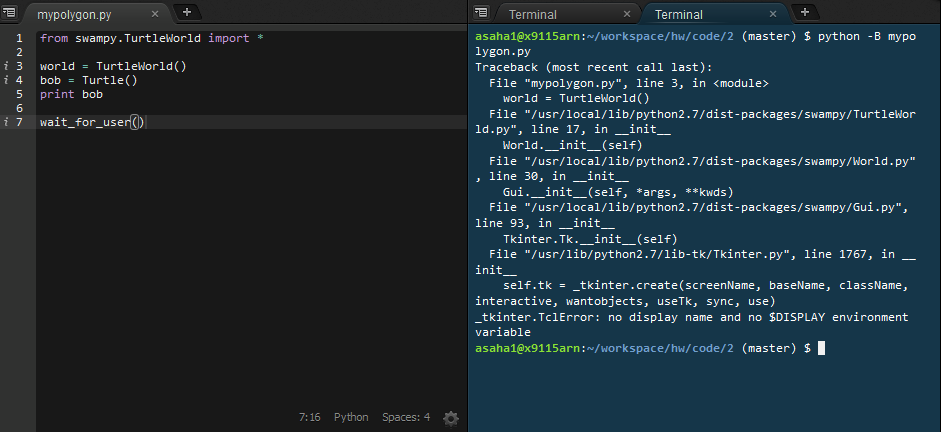 mypolygon.py × +
1 from swampy.TurtleWorld import *
2
i 3 world = TurtleWorld()
i 4 bob = Turtle()
5 print bob
6
i 7 wait_for_user()
7:16 Python Spaces: 4
Terminal × Terminal × +
asaha1@x9115arn:~/workspace/hw/code/2 (master) $ python -B mypo
lygon.py
Traceback (most recent call last):
  File "mypolygon.py", line 3, in <module>
    world = TurtleWorld()
  File "/usr/local/lib/python2.7/dist-packages/swampy/TurtleWor
ld.py", line 17, in __init__
    World.__init__(self)
  File "/usr/local/lib/python2.7/dist-packages/swampy/World.py"
, line 30, in __init__
    Gui.__init__(self, *args, **kwds)
  File "/usr/local/lib/python2.7/dist-packages/swampy/Gui.py",
line 93, in __init__
    Tkinter.Tk.__init__(self)
  File "/usr/lib/python2.7/lib-tk/Tkinter.py", line 1767, in __
init__
    self.tk = _tkinter.create(screenName, baseName, className,
interactive, wantobjects, useTk, sync, use)
_tkinter.TclError: no display name and no $DISPLAY environment
variable
asaha1@x9115arn:~/workspace/hw/code/2 (master) $